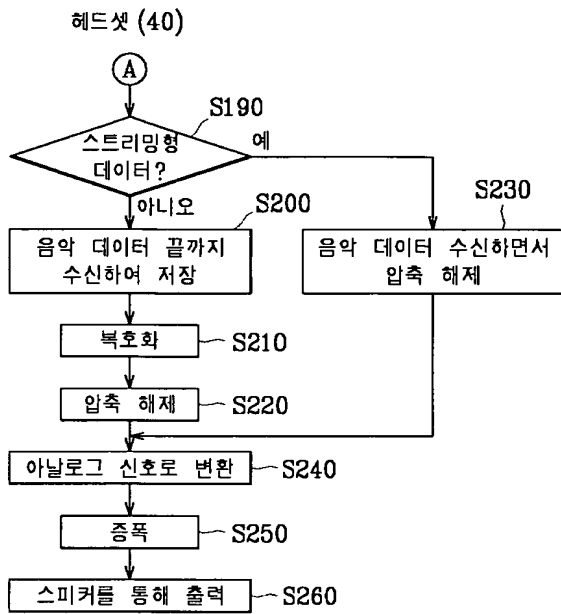 헤드셋 (40)
A
S190
스트리밍형
데이터?
예
아니오
S200
음악 데이터 끝까지
수신하여 저장
S230
음악 데이터 수신하면서
압축 해제
복호화
S210
압축 해제
S220
아날로그 신호로 변환
S240
증폭
S250
스피커를 통해 출력
S260